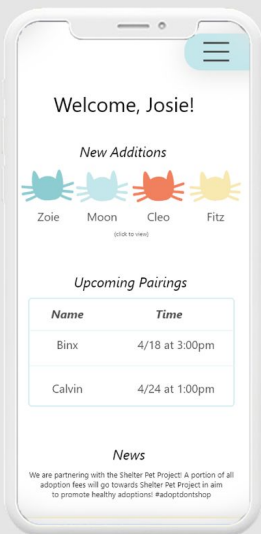 Welcome, Josie!
New Additions
Zoie Moon Cleo Fitz
(click to view)
Upcoming Pairings
Name Time
Binx 4/18 at 3:00pm
Calvin 4/24 at 1:00pm
News
We are partnering with the Shelter Pet Project! A portion of all
adoption fees will go towards Shelter Pet Project in aim
to promote healthy adoptions! #adoptdontshop